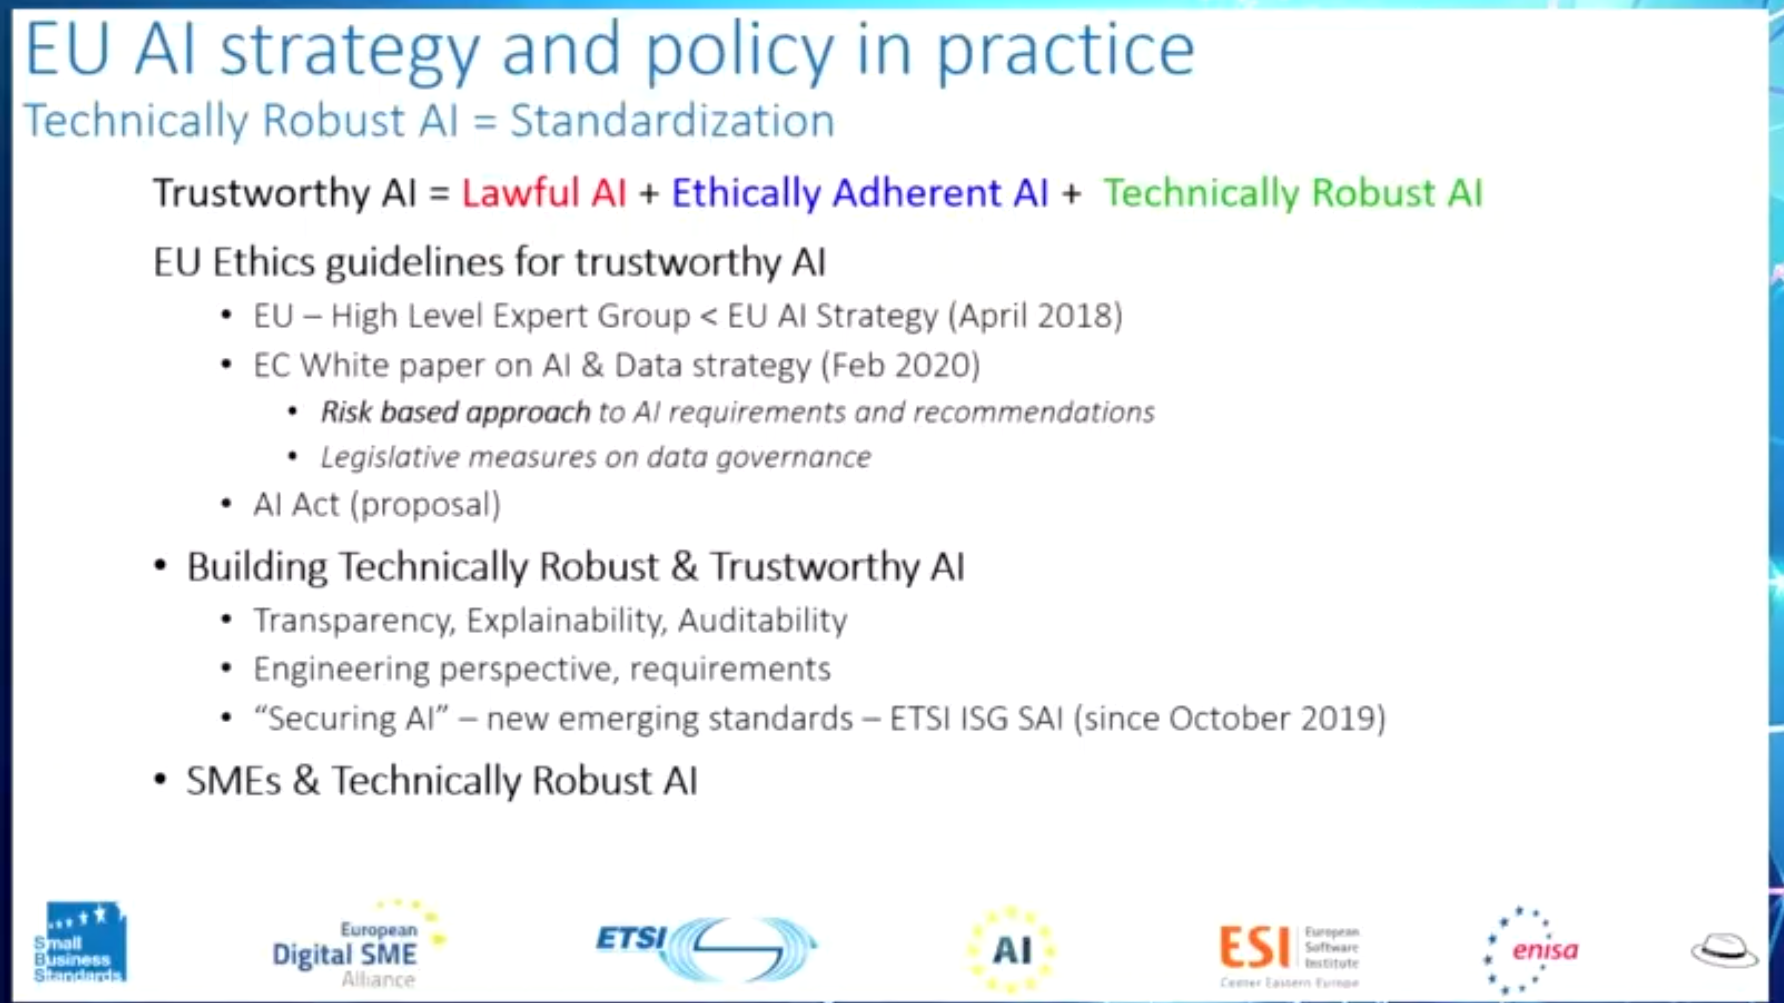 EU AI strategy and policy in practice
Technically Robust AI = Standardization
Trustworthy AI = Lawful AI + Ethically Adherent AI + Technically Robust AI
EU Ethics guidelines for trustworthy AI
• EU – High Level Expert Group < EU AI Strategy (April 2018)
• EC White paper on AI & Data strategy (Feb 2020)
• Risk based approach to AI requirements and recommendations
• Legislative measures on data governance
• AI Act (proposal)
• Building Technically Robust & Trustworthy AI
• Transparency, Explainability, Auditability
• Engineering perspective, requirements
• “Securing AI” – new emerging standards – ETSI ISG SAI (since October 2019)
• SMEs & Technically Robust AI
Small
Business
Standards
European
Digital SME
Alliance
ETSI
AI
ESI
European
Software
Institute
Center Eastern Europe
enisa